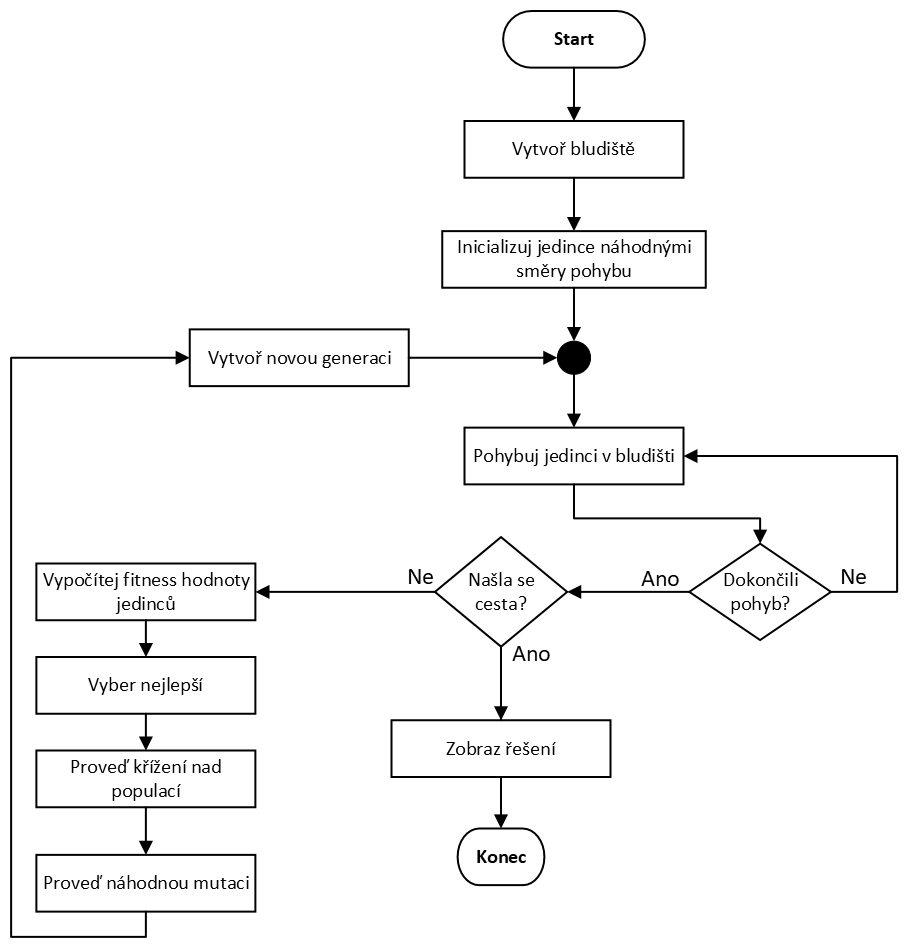 Start
Vytvoř bludiště
Inicializuj jedince náhodnými
směry pohybu
Vytvoř novou generaci
Pohybuj jedinci v bludišti
Dokončili
pohyb?
Ne
Ano
Našla se
cesta?
Ne
Ano
Vypočítej fitness hodnoty
jedinců
Vyber nejlepší
Proveď křížení nad
populací
Proveď náhodnou mutaci
Zobraz řešení
Konec